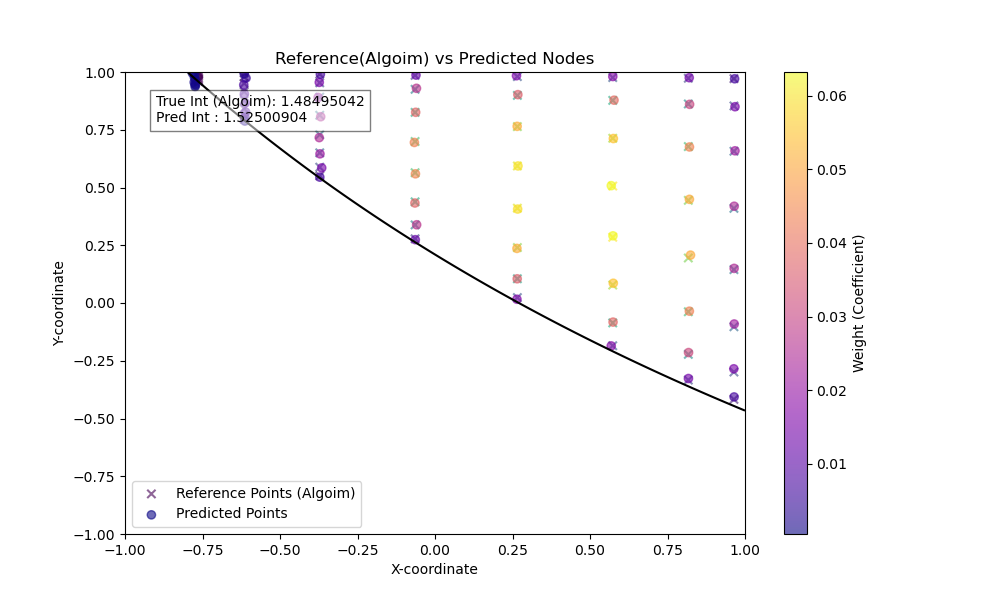 Reference(Algoim) vs Predicted Nodes
True Int (Algoim): 1.48495042
Pred Int : 1.52500904
Y-coordinate
1.00
0.75
0.50
0.25
0.00
−0.25
−0.50
−0.75
−1.00
Reference Points (Algoim)
Predicted Points
−1.00 −0.75 −0.50 −0.25 0.00 0.25 0.50 0.75 1.00
X-coordinate
0.06
0.05
0.04
0.03
0.02
0.01
Weight (Coefficient)